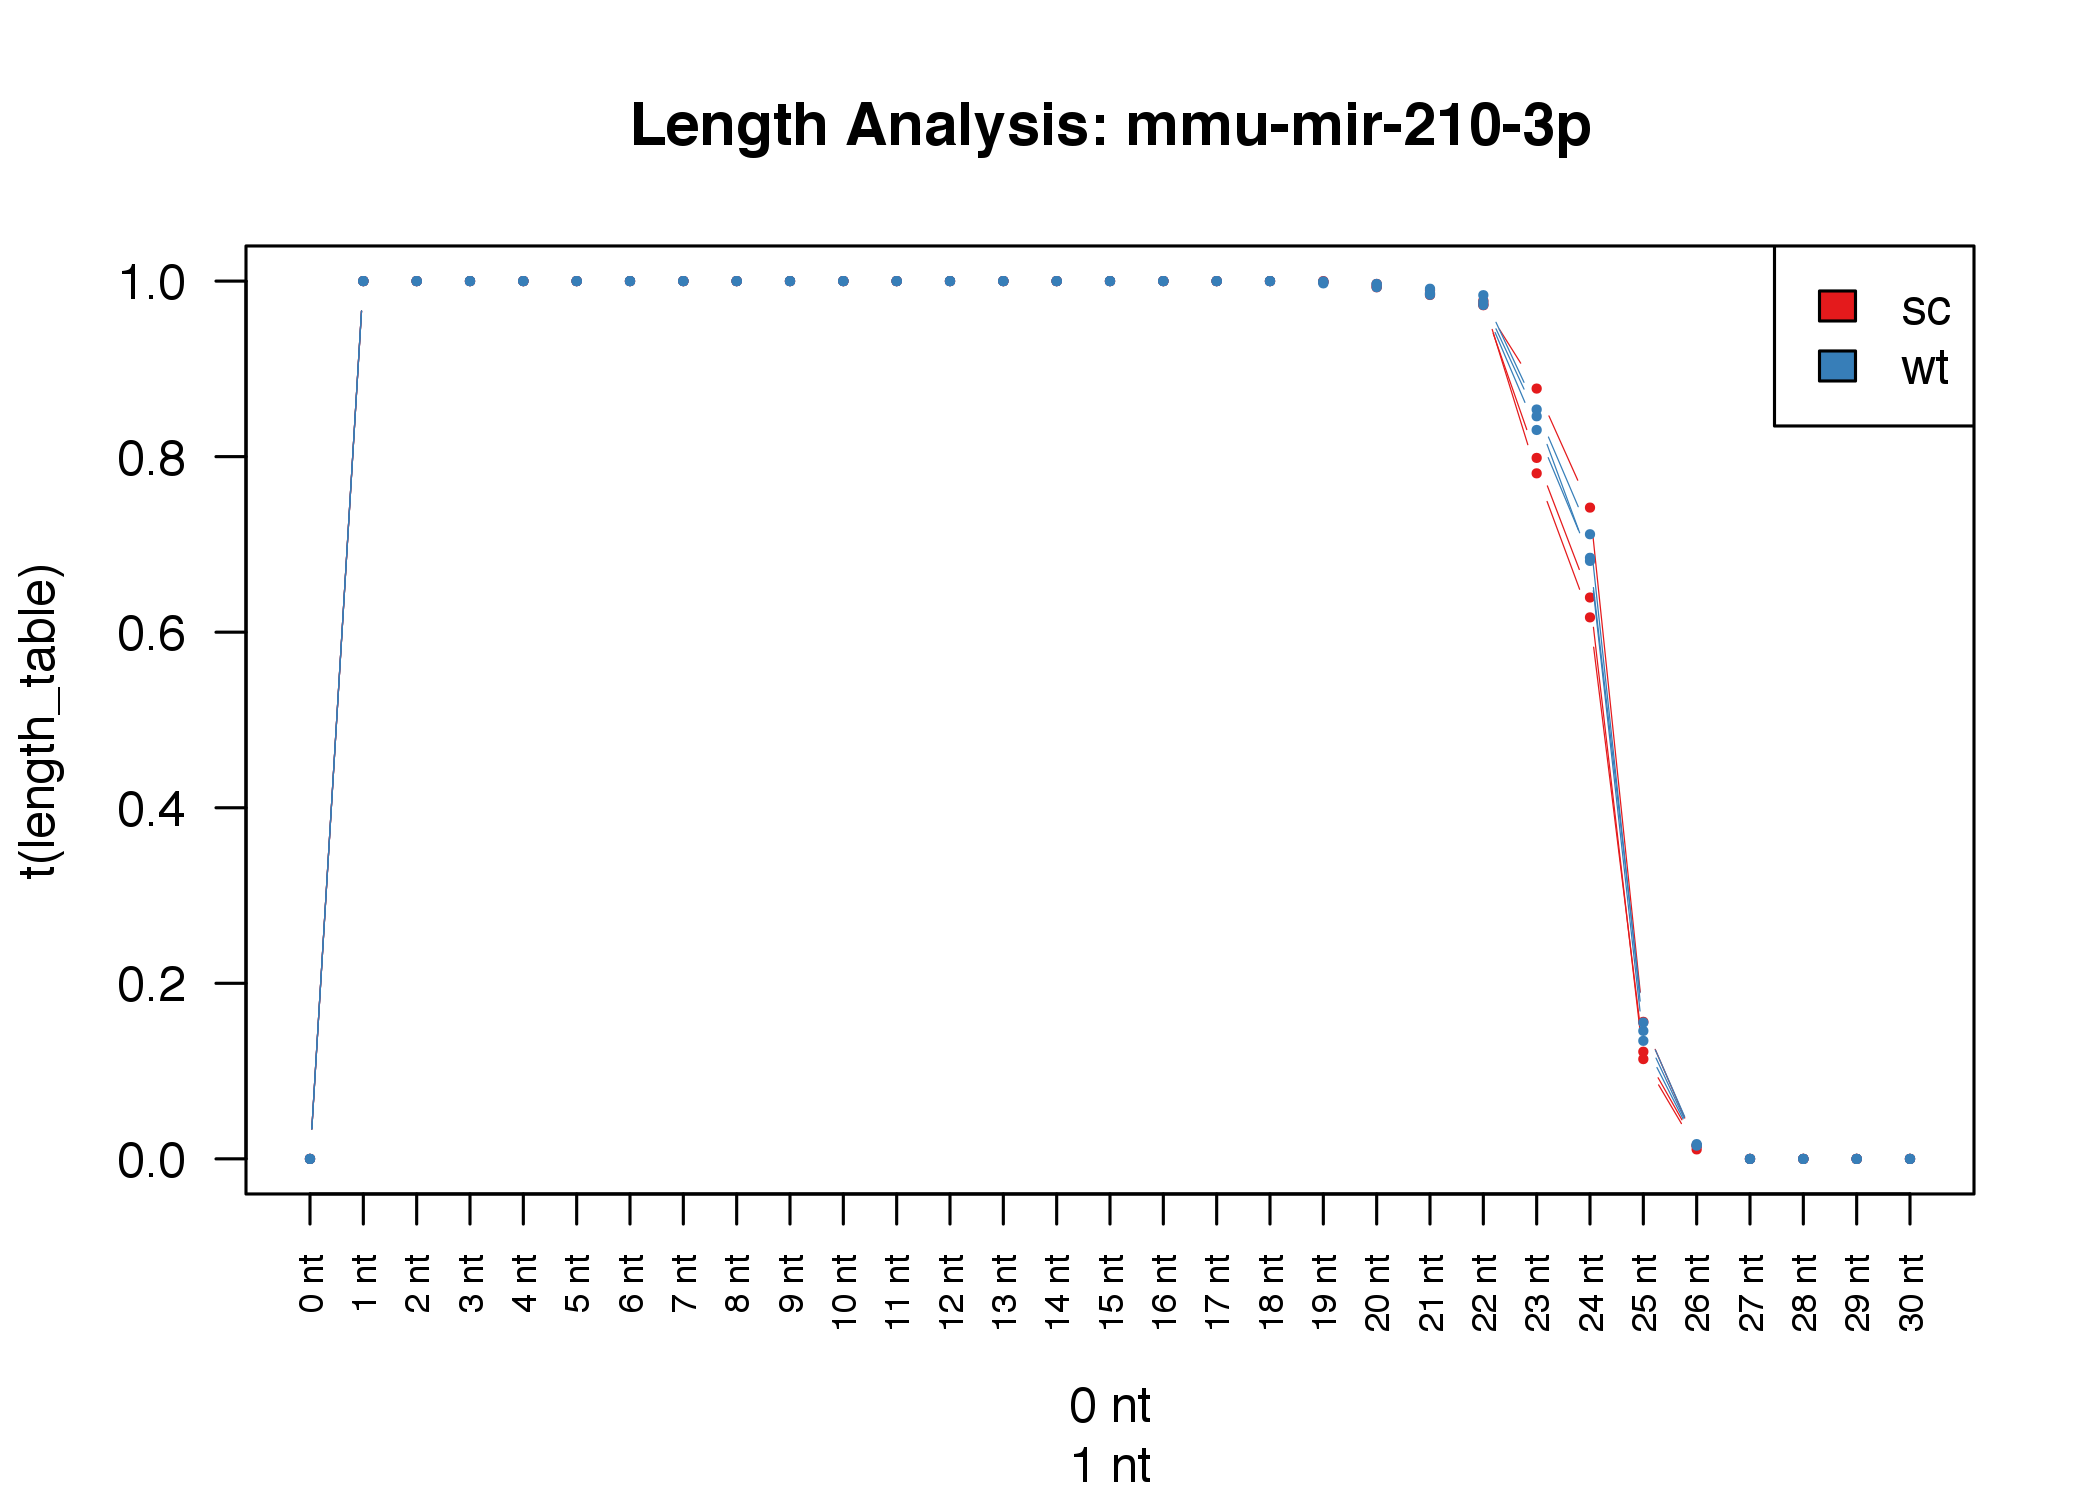 Length Analysis: mmu-mir-210-3p
sc
wt
t(length_table)
1.0
0.8
0.6
0.4
0.2
0.0
0 nt
1 nt
2 nt
3 nt
4 nt
5 nt
6 nt
7 nt
8 nt
9 nt
10 nt
11 nt
12 nt
13 nt
14 nt
15 nt
16 nt
17 nt
18 nt
19 nt
20 nt
21 nt
22 nt
23 nt
24 nt
25 nt
26 nt
27 nt
28 nt
29 nt
30 nt
0 nt
1 nt